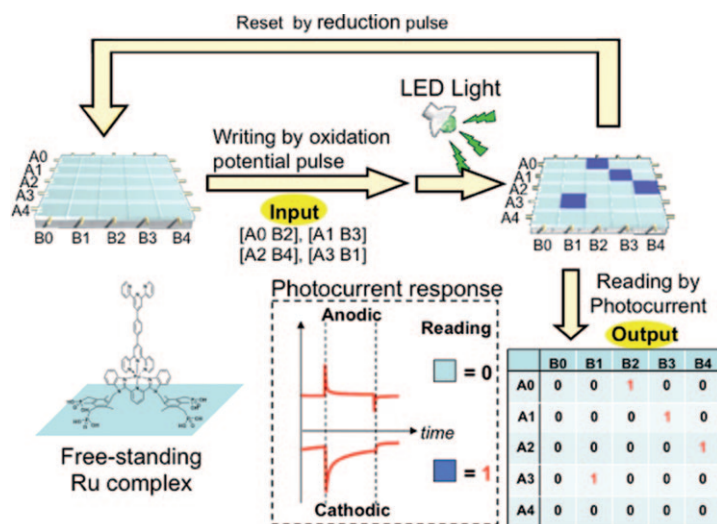 Reset by reduction pulse
LED Light
Writing by oxidation
potential pulse
Input
[A0 B2], [A1 B3]
[A2 B4], [A3 B1]
A0
A1
A2
A3
A4
B0 B1 B2 B3 B4
A0
A1
A2
A3
A4
B0 B1 B2 B3 B4
Reading by
Photocurrent
Output
Photocurrent response
Anodic
Reading
= 0
time
= 1
Cathodic
Free-standing
Ru complex
B0 B1 B2 B3 B4
A0 0 0 1 0 0
A1 0 0 0 1 0
A2 0 0 0 0 1
A3 0 1 0 0 0
A4 0 0 0 0 0